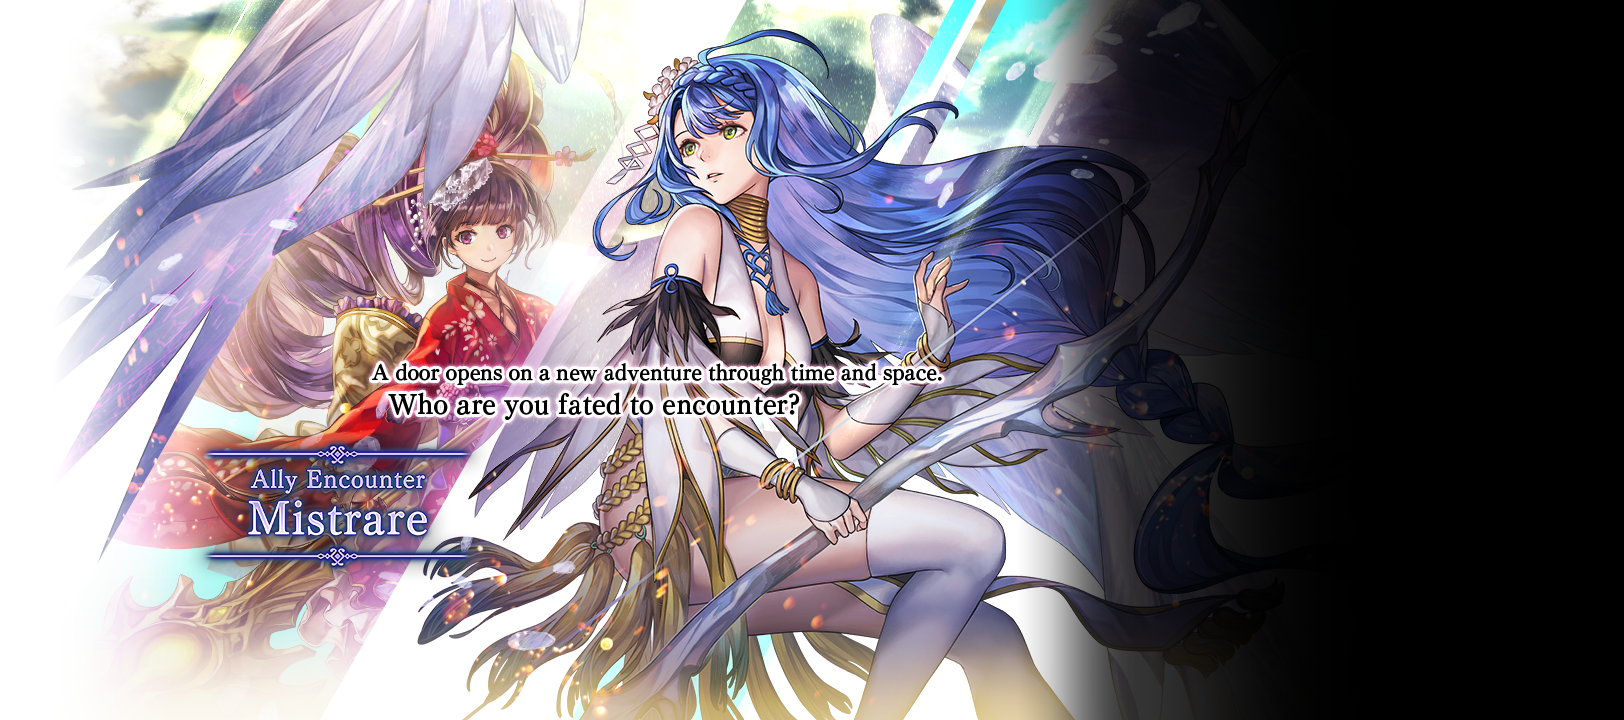 A door opens on a new adventure through time and space.
Who are you fated to encounter?
Ally Encounter
Mistrare